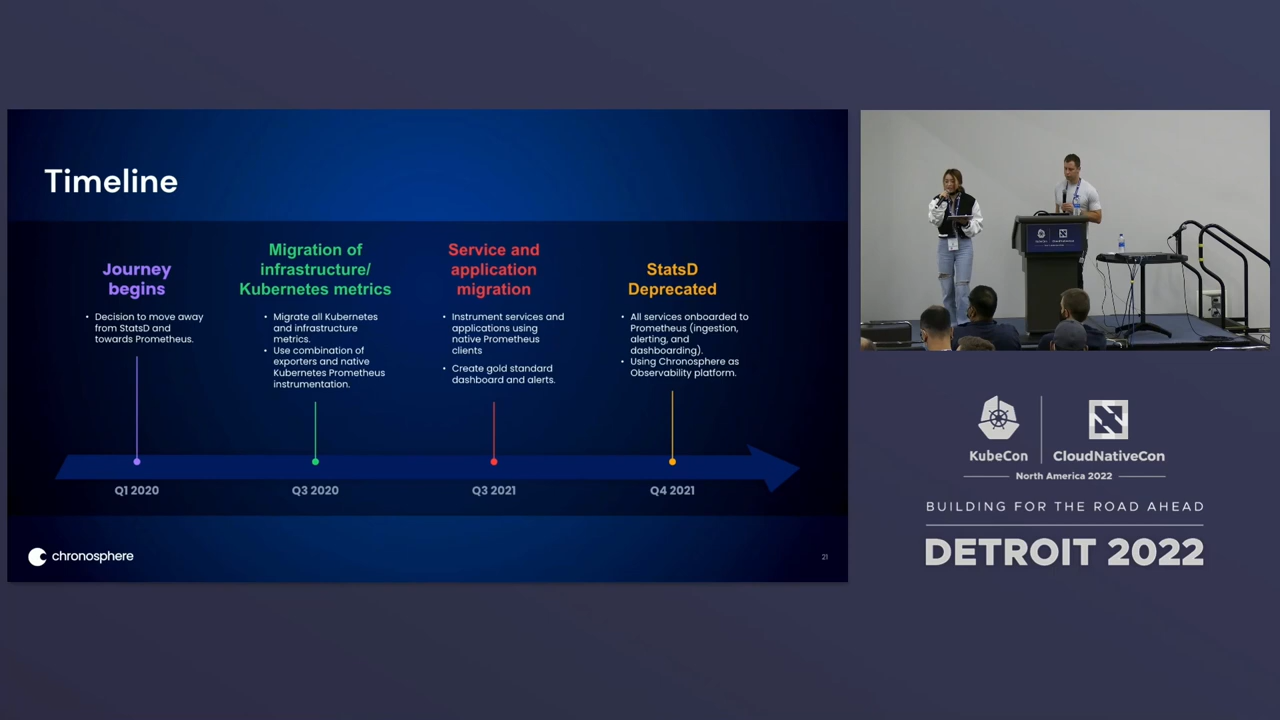 Timeline
Journey
begins
• Decision to move away
from StatsD and
towards Prometheus.
Q1 2020
Migration of
infrastructure/
Kubernetes metrics
• Migrate all Kubernetes
and infrastructure
metrics.
• Use combination of
exporters and native
Kubernetes Prometheus
instrumentation.
Q3 2020
Service and
application
migration
• Instrument services and
applications using
native Prometheus
clients
• Create gold standard
dashboard and alerts.
Q3 2021
StatsD
Deprecated
• All services onboarded to
Prometheus (ingestion,
alerting, and
dashboarding).
• Using Chronosphere as
Observability platform.
Q4 2021
chronosphere
21
KubeCon
CloudNativeCon
North America 2022
BUILDING FOR THE ROAD AHEAD
DETROIT 2022